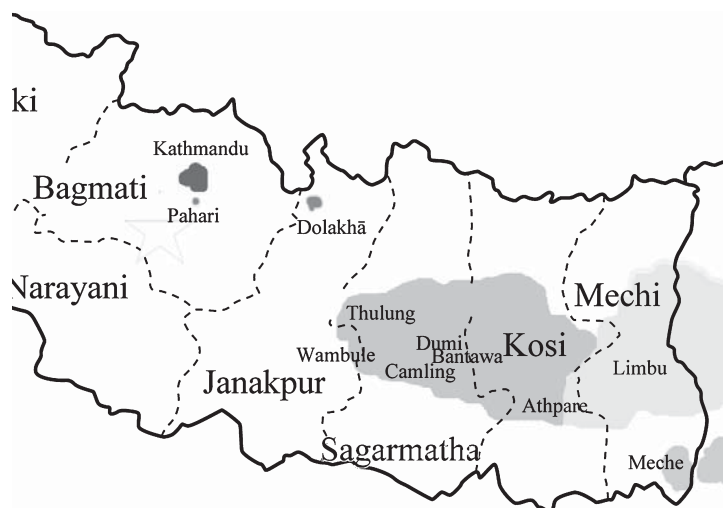 ki
Kathmandu
Bagmati
Pahari
Dolakhā
Narayani
Mechi
Thulung
Dumi
Kosi
Wambule
Bantawa
Camling
Limbu
Janakpur
Athpare
Sagarmatha
Meche